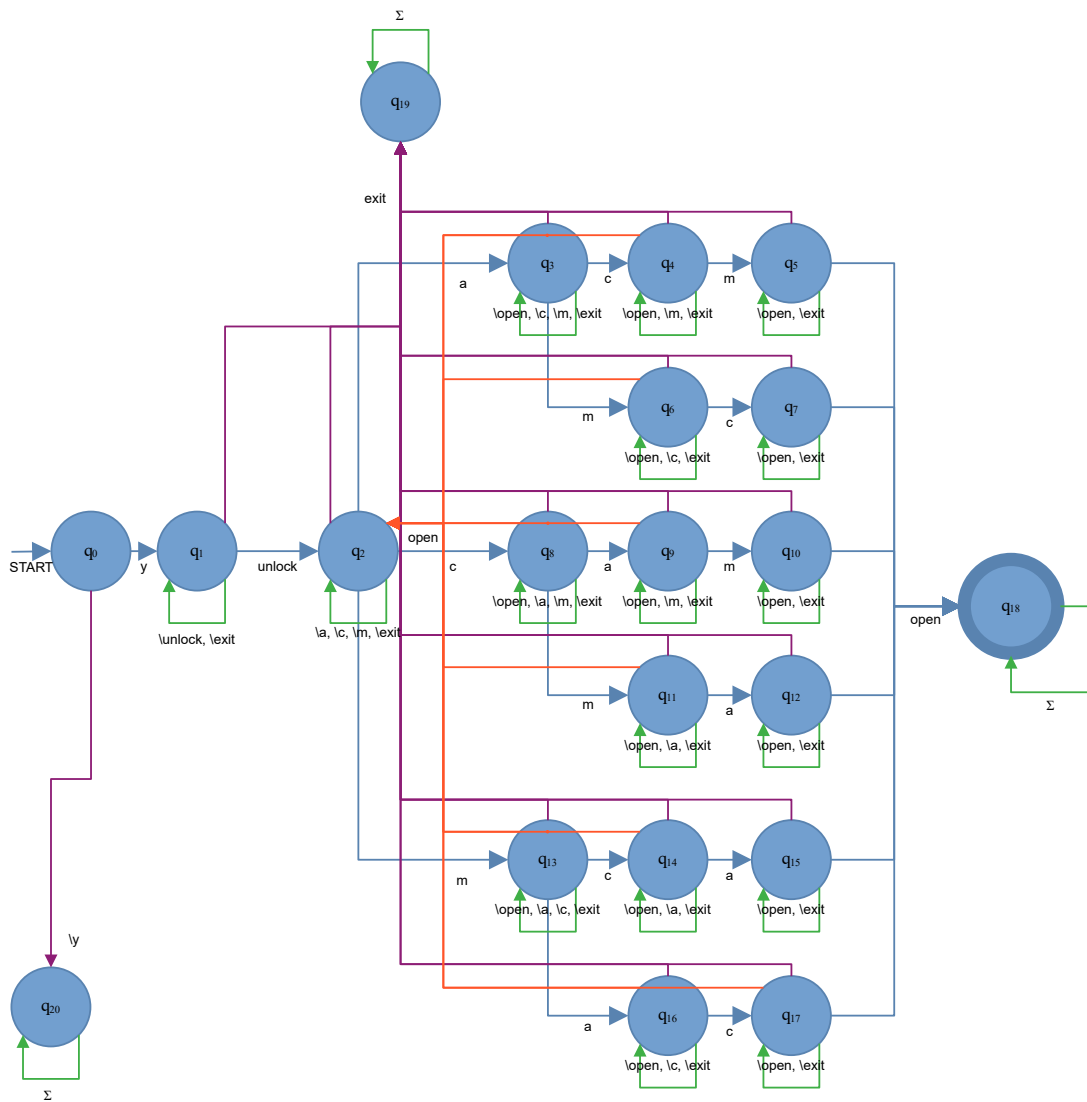 Σ
q19
exit
q3
q4
q5
a
c
m
\open, \c, \m, \exit
\open, \m, \exit
\open, \exit
q6
q7
m
c
\open, \c, \exit
\open, \exit
q0
q1
q2
open
q8
q9
q10
START
y
unlock
c
a
m
\unlock, \exit
\a, \c, \m, \exit
\open, \a, \m, \exit
\open, \m, \exit
\open, \exit
q18
open
q11
q12
m
a
Σ
\open, \a, \exit
\open, \exit
q13
q14
q15
m
c
a
\open, \a, \c, \exit
\open, \a, \exit
\open, \exit
\y
q20
q16
q17
a
c
\open, \c, \exit
\open, \exit
Σ